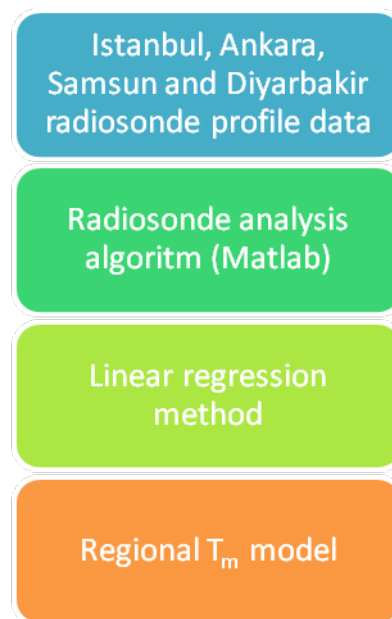 Istanbul, Ankara,
Samsun and Diyarbakir
radiosonde profile data
Radiosonde analysis
algoritm (Matlab)
Linear regression
method
Regional Tₘ model